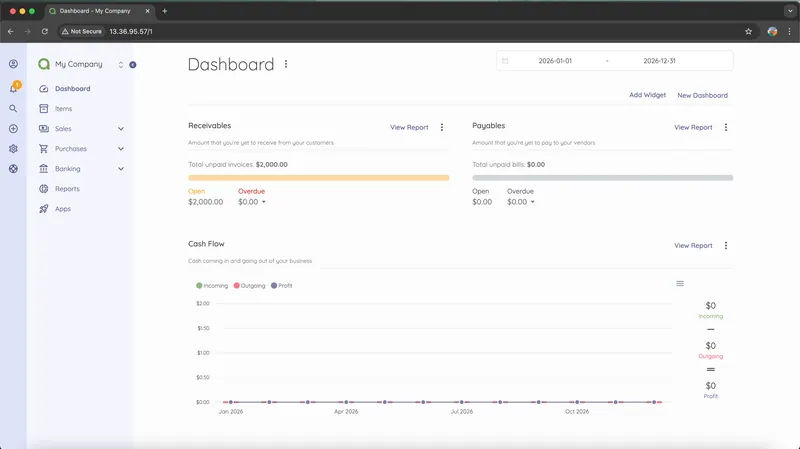 Dashboard - My Company
Not Secure
13.36.95.57/1
My Company
1
Dashboard
Items
Sales
Purchases
Banking
Reports
Apps
Dashboard
2026-01-01 - 2026-12-31
Add Widget New Dashboard
Receivables View Report
Amount that you're yet to receive from your customers
Total unpaid invoices: $2,000.00
Open Overdue
$2,000.00 $0.00
Payables View Report
Amount that you're yet to pay to your vendors
Total unpaid bills: $0.00
Open Overdue
$0.00 $0.00
Cash Flow View Report
Cash coming in and going out of your business
Incoming Outgoing Profit
$2.00
$1.50
$1.00
$0.50
$0.00
Jan 2026 Apr 2026 Jul 2026 Oct 2026
$0
Incoming
$0
Outgoing
$0
Profit